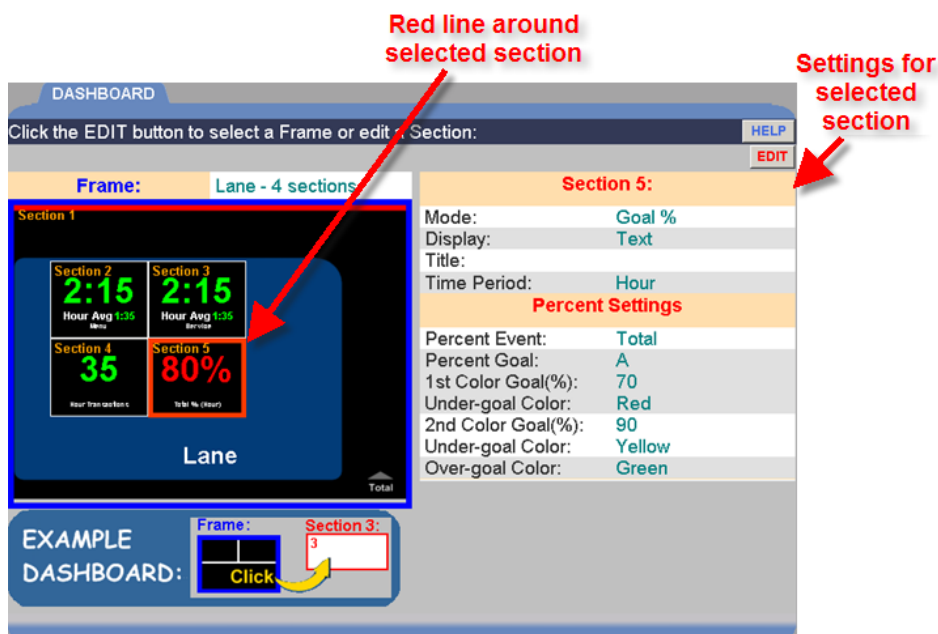 Red line around
selected section
Settings for
selected
section
DASHBOARD
Click the EDIT button to select a Frame or edit a Section:
HELP
EDIT
Frame: Lane - 4 sections
Section 1
Section 2
2:15
Hour Avg 1:35
Menu
Section 3
2:15
Hour Avg 1:35
Service
Section 4
35
Hour Transactions
Section 5
80%
Total % (Hour)
Lane
Total
Section 5:
Mode: Goal %
Display: Text
Title:
Time Period: Hour
Percent Settings
Percent Event: Total
Percent Goal: A
1st Color Goal(%): 70
Under-goal Color: Red
2nd Color Goal(%): 90
Under-goal Color: Yellow
Over-goal Color: Green
EXAMPLE
DASHBOARD:
Frame:
Click
Section 3:
3